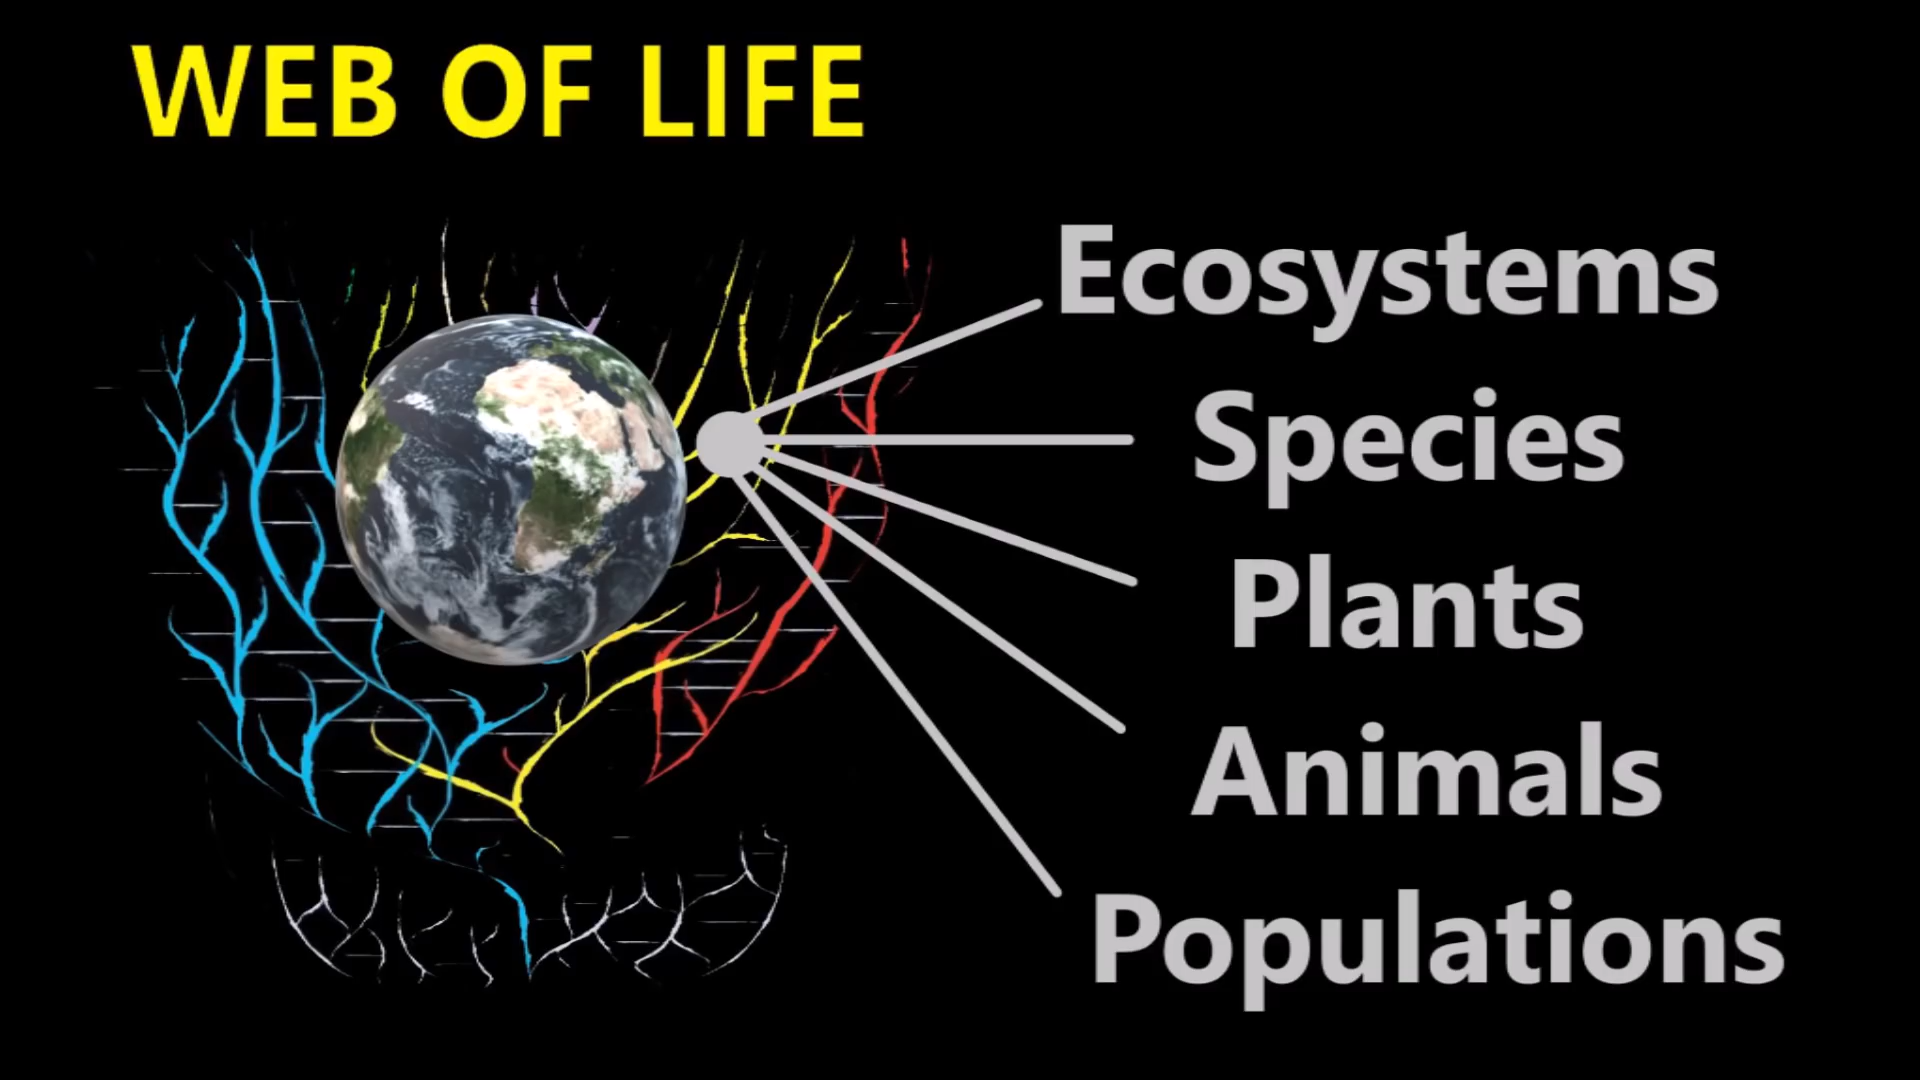 WEB OF LIFE
Ecosystems
Species
Plants
Animals
Populations